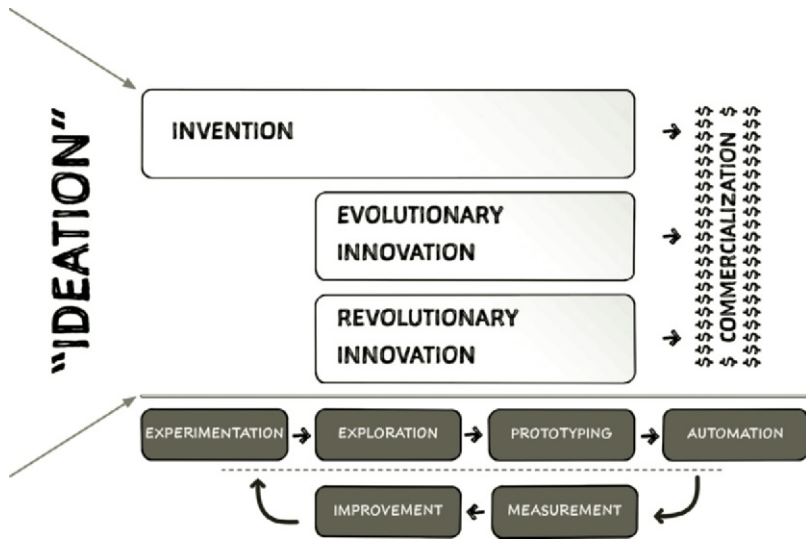 "IDEATION"
INVENTION
EVOLUTIONARY
INNOVATION
REVOLUTIONARY
INNOVATION
$$$$$$$$$$$$$$$$$$$$$$
$ COMMERCIALIZATION $
$$$$$$$$$$$$$$$$$$$$$$
EXPERIMENTATION
EXPLORATION
PROTOTYPING
AUTOMATION
IMPROVEMENT
MEASUREMENT